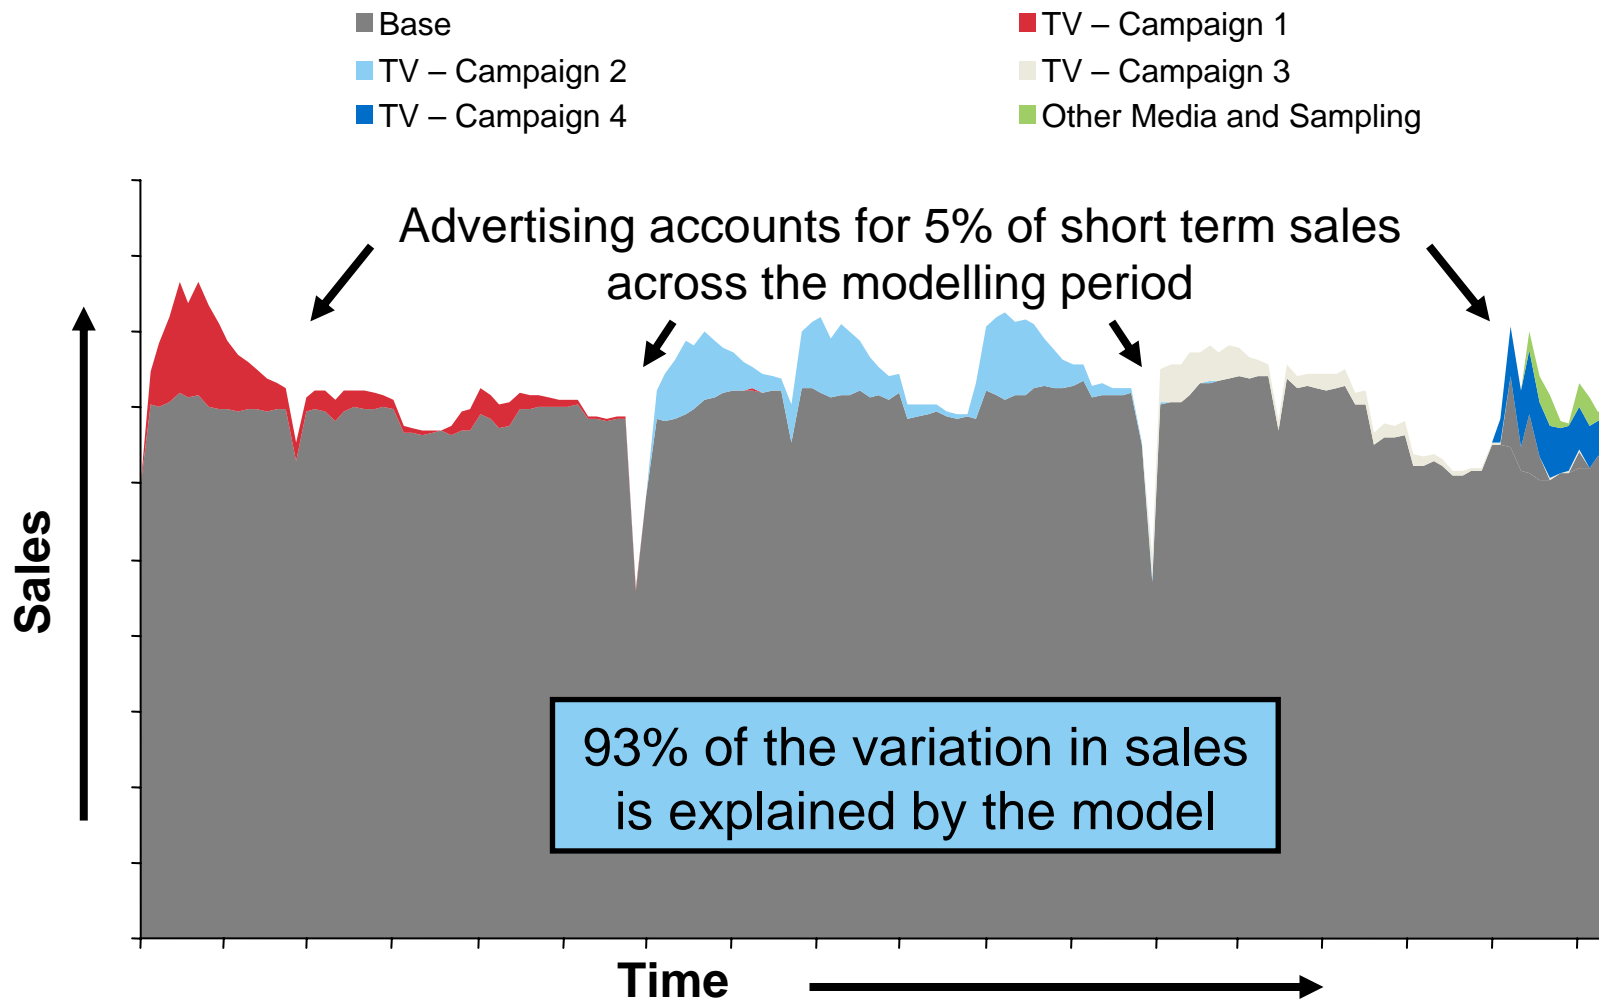 Base
TV – Campaign 1
TV – Campaign 2
TV – Campaign 3
TV – Campaign 4
Other Media and Sampling
Advertising accounts for 5% of short term sales
across the modelling period
Sales
93% of the variation in sales
is explained by the model
Time